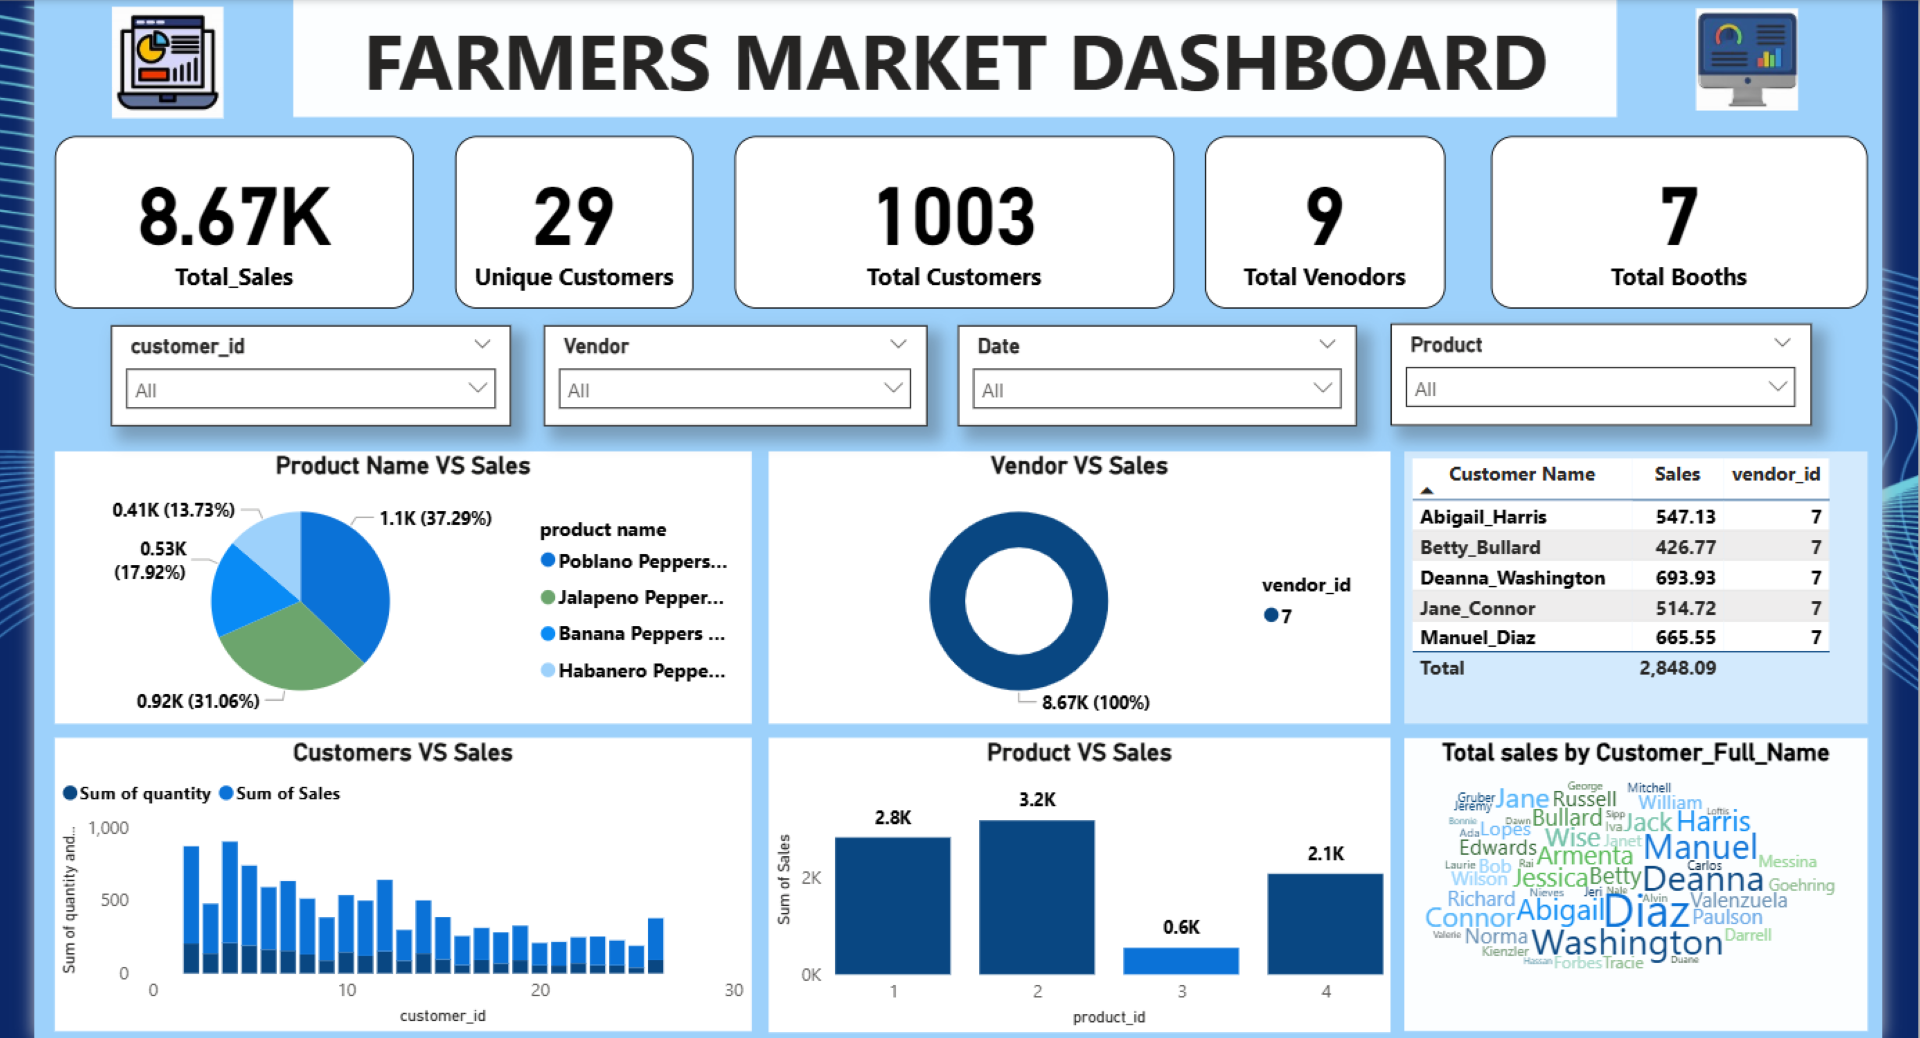 FARMERS MARKET DASHBOARD
8.67K
Total_Sales
29
Unique Customers
1003
Total Customers
9
Total Venodors
7
Total Booths
customer_id
All
Vendor
All
Date
All
Product
All
Product Name VS Sales
0.41K (13.73%)
1.1K (37.29%)
0.53K
(17.92%)
0.92K (31.06%)
product name
Poblano Peppers...
Jalapeno Pepper...
Banana Peppers ...
Habanero Peppe...
Vendor VS Sales
8.67K (100%)
vendor_id
7
Customer Name Sales vendor_id
Abigail_Harris 547.13 7
Betty_Bullard 426.77 7
Deanna_Washington 693.93 7
Jane_Connor 514.72 7
Manuel_Diaz 665.55 7
Total 2,848.09
Customers VS Sales
Sum of quantity Sum of Sales
Sum of quantity and...
1,000
500
0
0 10 20 30
customer_id
Product VS Sales
Sum of Sales
2K
0K
2.8K
3.2K
0.6K
2.1K
1 2 3 4
product_id
Total sales by Customer_Full_Name
George Mitchell
Gruber Jane Russell William
Jeremy Loftis
Bonnie Dawn Bullard Sipp Jack Harris
Ada Lopes Iva
Edwards Wise Janet Manuel
Armenta Carlos Messina
Laurie Bob Rai
Wilson Jessica Betty Deanna Goehring
Nieves Jeri Nale
Richard Abigail Diaz Alvin Valenzuela
Connor Paulson
Valerie Norma Washington Darrell
Kienzler
Hassan Forbes Tracie Duane